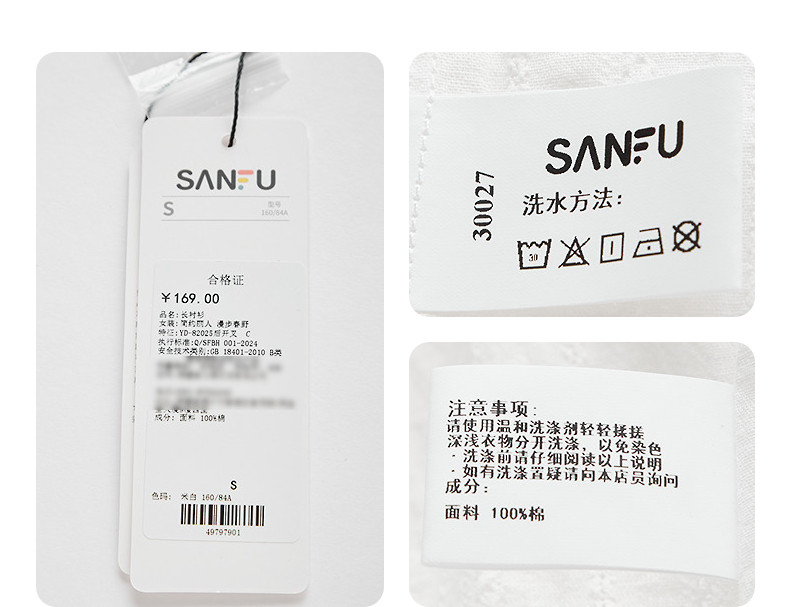 SANFU
S
型号
160/84A
合格证
￥169.00
品名:长衬衫
女装:简约丽人 漫步春野
特征:YD-82025后开叉 C
执行标准:Q/SFBH 001-2024
安全技术类别:GB 18401-2010 B类
成分: 面料 100%棉
S
色码: 米白 160/84A
49797901
SANFU
30027
洗水方法:
30
注意事项:
请使用温和洗涤剂轻轻揉搓
深浅衣物分开洗涤, 以免染色
·洗涤前请仔细阅读以上说明
·如有洗涤置疑请向本店员询问
成分:
面料 100%棉